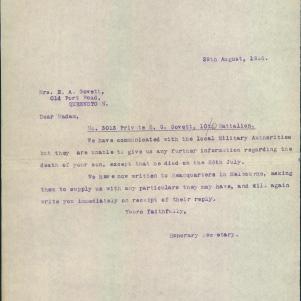 29th August, 1916.
Mrs. E. A. Gowett,
Old Port Road,
QUEENSTOWN.
Dear Madam,
No. 3013 Private E. G. Gowett, 10th Battalion.
We have communicated with the local Military Authorities
but they are unable to give us any further information regarding the
death of your son, except that he died on the 25th July.
We have now written to Headquarters in Melbourne, asking
them to supply us with any particulars they may have, and will again
write you immediately on receipt of their reply.
Yours faithfully,
Honorary Secretary.